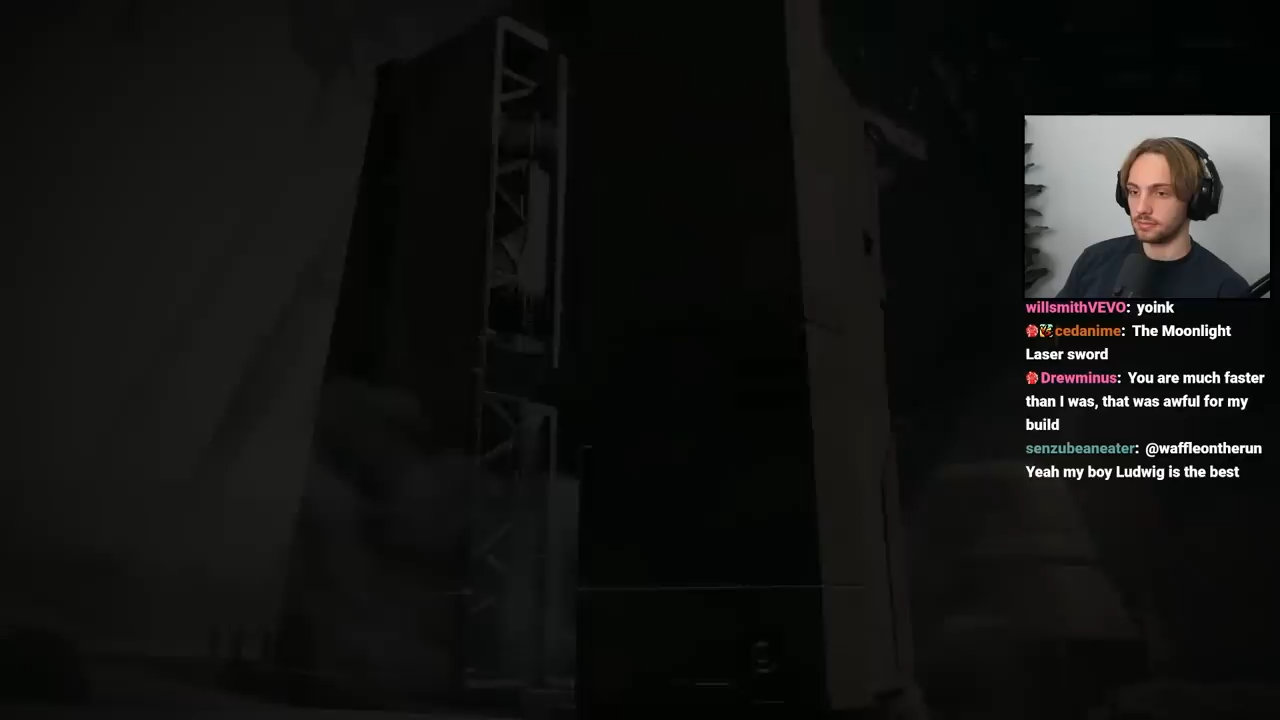 willsmithVEVO: yoink
cedanime: The Moonlight
Laser sword
Drewminus: You are much faster
than I was, that was awful for my
build
senzubeaneater: @waffleontherun
Yeah my boy Ludwig is the best